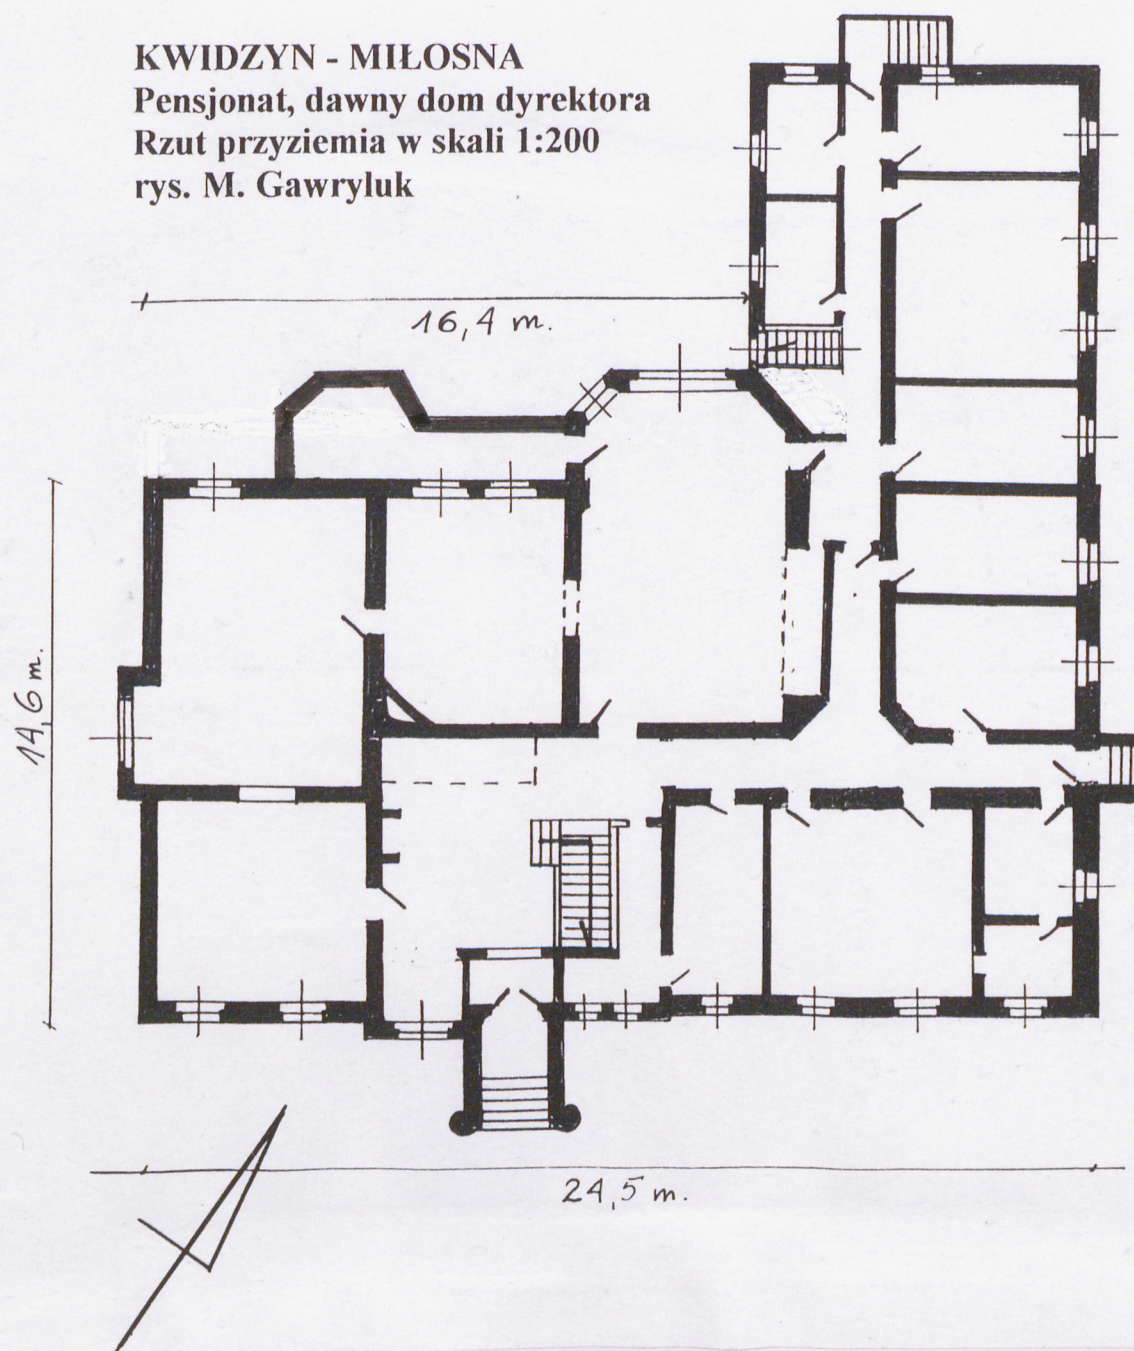 KWIDZYN - MIŁOSNA
Pensjonat, dawny dom dyrektora
Rzut przyziemia w skali 1:200
rys. M. Gawryluk
16,4 m.
14,6 m.
24,5 m.